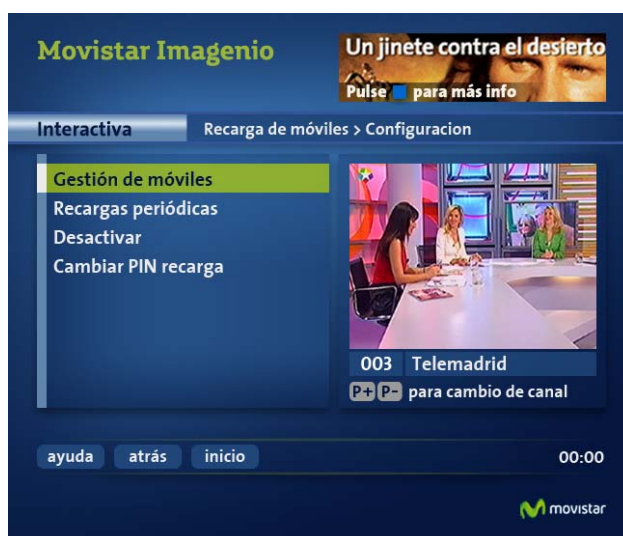 Movistar Imagenio
Un jinete contra el desierto
Pulse para más info
Interactiva
Recarga de móviles > Configuracion
Gestión de móviles
Recargas periódicas
Desactivar
Cambiar PIN recarga
003 Telemadrid
P+ P- para cambio de canal
ayuda atrás inicio 00:00
movistar